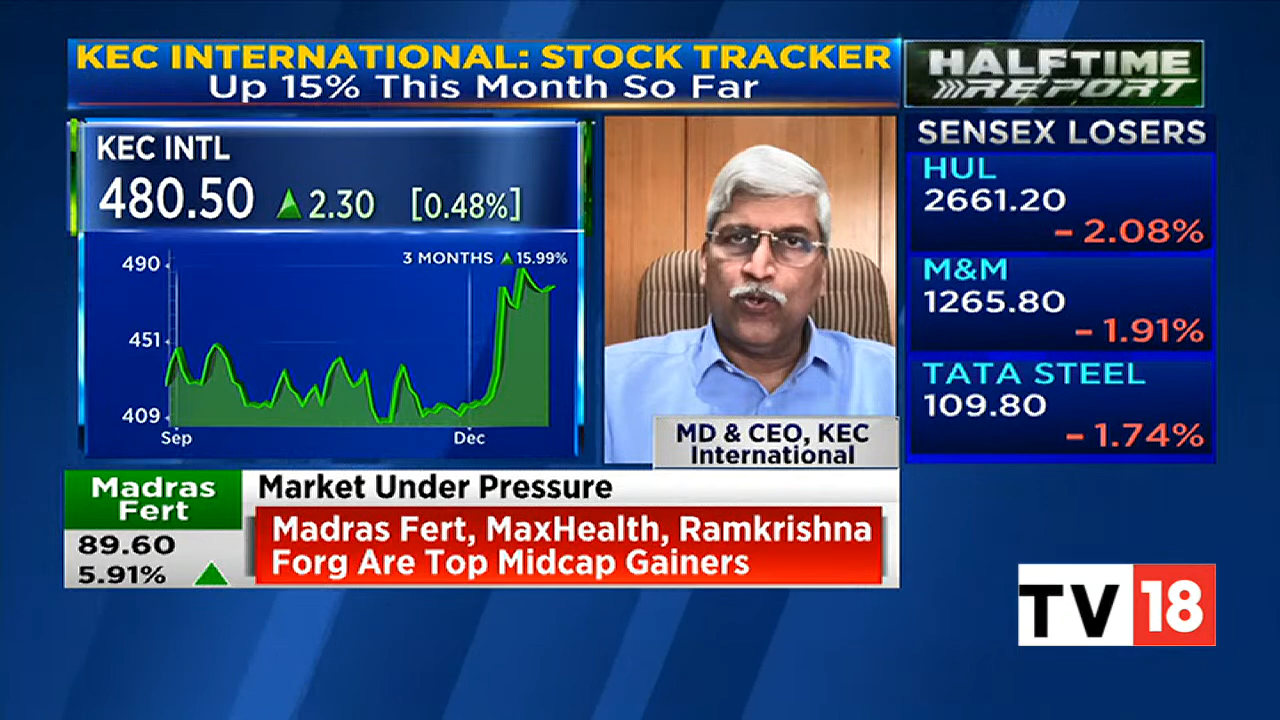 KEC INTERNATIONAL: STOCK TRACKER
Up 15% This Month So Far
HALFTIME
REPORT
KEC INTL
480.50 ▲ 2.30 [0.48%]
3 MONTHS ▲ 15.99%
490
451
409
Sep Dec
MD & CEO, KEC
International
SENSEX LOSERS
HUL
2661.20
- 2.08%
M&M
1265.80
- 1.91%
TATA STEEL
109.80
- 1.74%
Madras
Fert
89.60
5.91% ▲
Market Under Pressure
Madras Fert, MaxHealth, Ramkrishna
Forg Are Top Midcap Gainers
TV 18